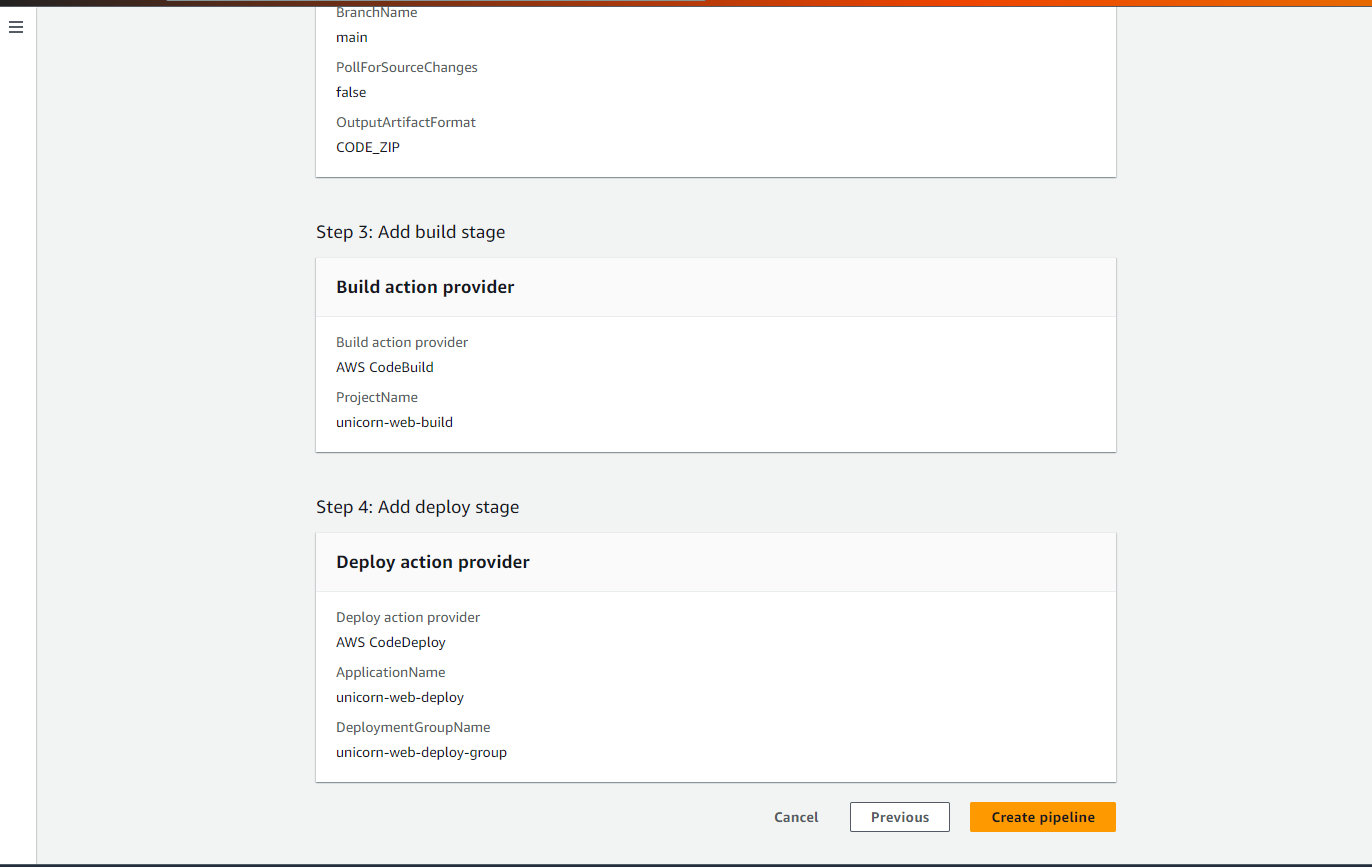 BranchName
main
PollForSourceChanges
false
OutputArtifactFormat
CODE_ZIP
Step 3: Add build stage
Build action provider
Build action provider
AWS CodeBuild
ProjectName
unicorn-web-build
Step 4: Add deploy stage
Deploy action provider
Deploy action provider
AWS CodeDeploy
ApplicationName
unicorn-web-deploy
DeploymentGroupName
unicorn-web-deploy-group
Cancel Previous Create pipeline